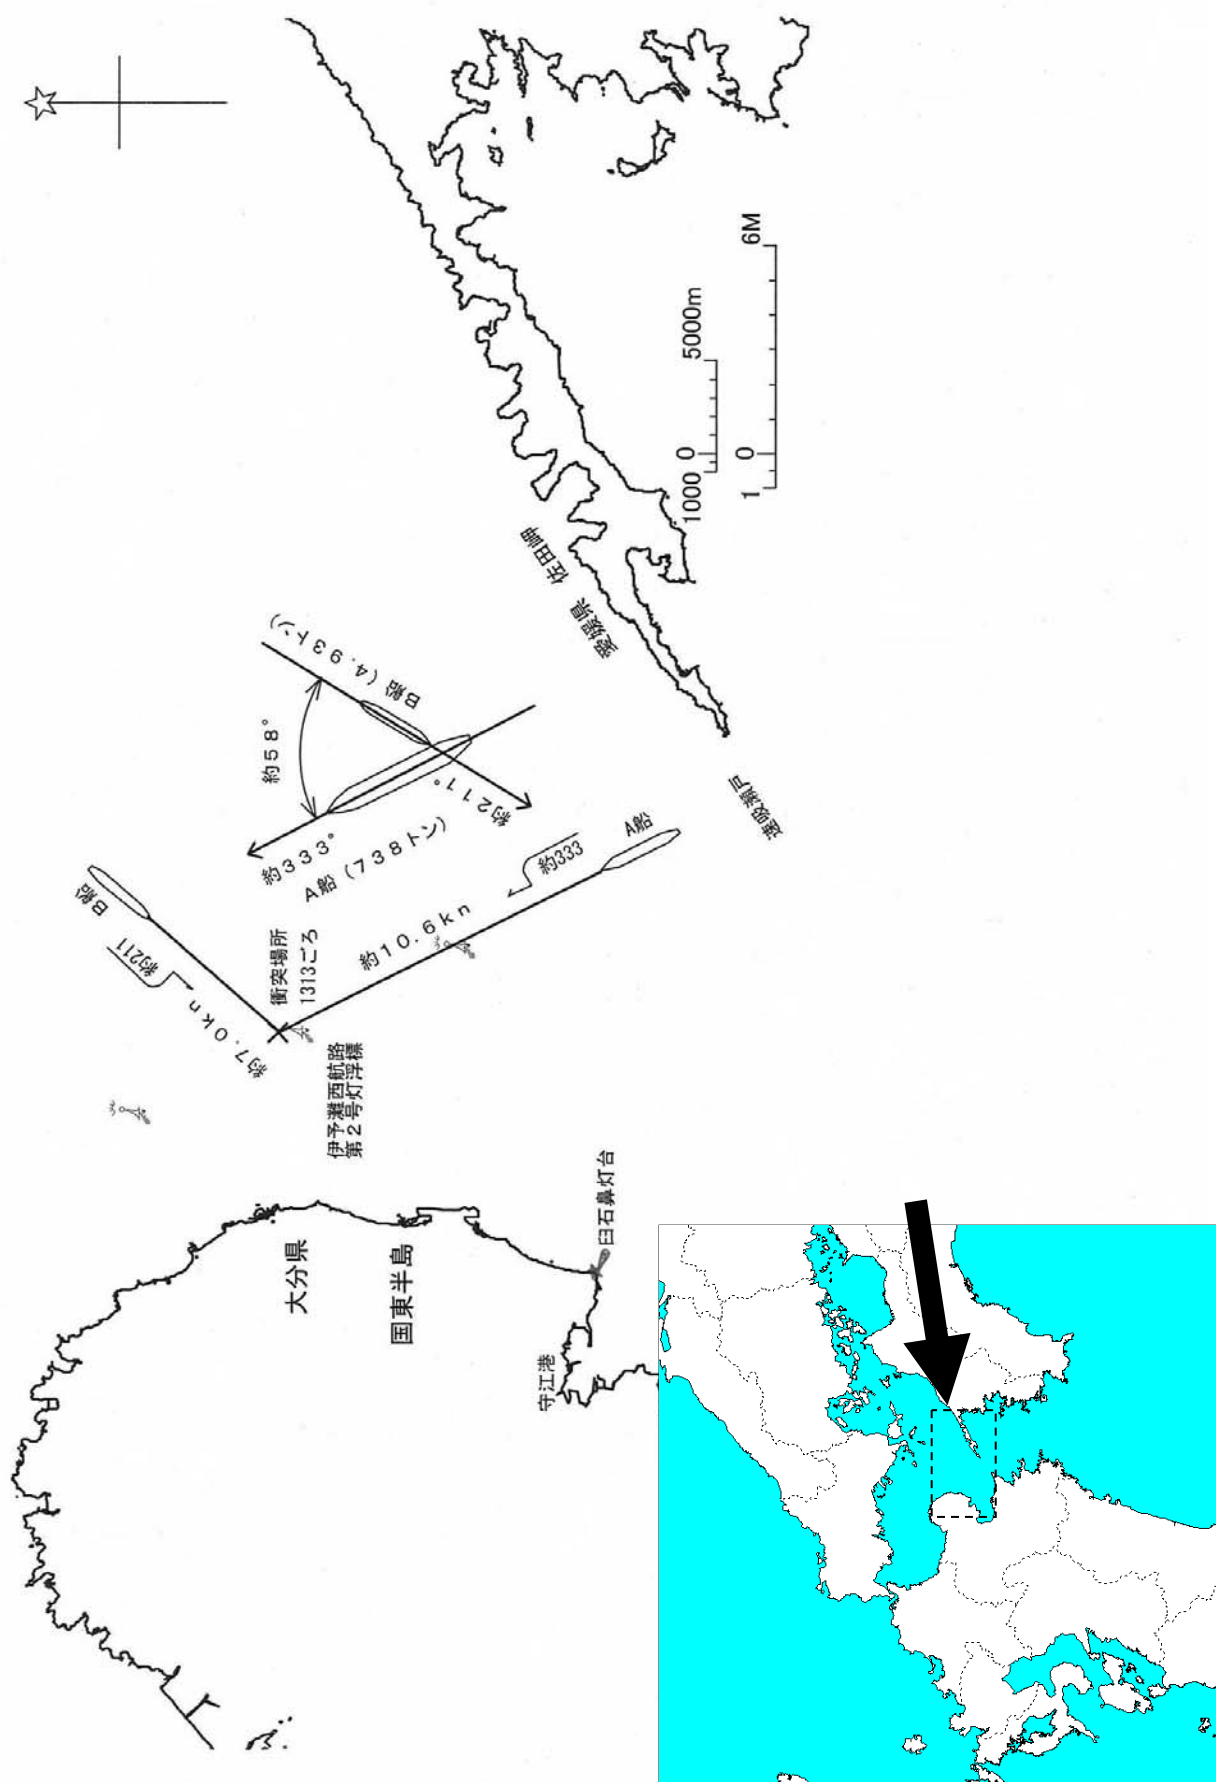 B船
約211
約7.0kn
衝突場所
1313ごろ
伊予灘西航路
第2号灯浮標
約10.6kn
約333
A船
約58°
B船(4.93トン)
約211°
約333°
A船(738トン)
愛媛県 佐田岬
速吸瀬戸
1000 0 5000m
1 0 6M
大分県
国東半島
臼石鼻灯台
守江港